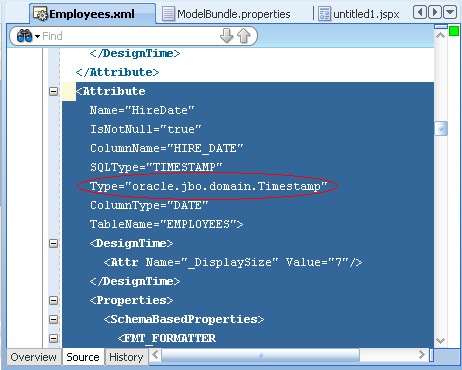 Employees.xml ModelBundle.properties untitled1.jspx
Find
</DesignTime>
</Attribute>
<Attribute
Name="HireDate"
IsNotNull="true"
ColumnName="HIRE_DATE"
SQLType="TIMESTAMP"
Type="oracle.jbo.domain.Timestamp"
ColumnType="DATE"
TableName="EMPLOYEES">
<DesignTime>
<Attr Name="_DisplaySize" Value="7"/>
</DesignTime>
<Properties>
<SchemaBasedProperties>
<FMT_FORMATTER
Overview Source History